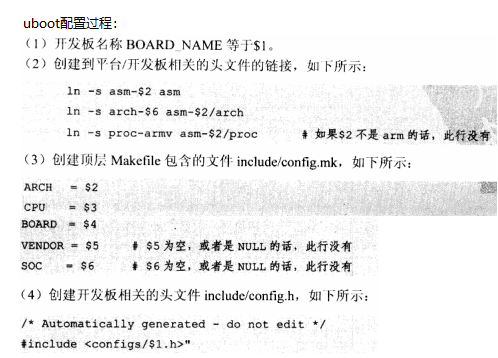 uboot配置过程：
（1）开发板名称 BOARD_NAME 等于$1。
（2）创建到平台/开发板相关的头文件的链接，如下所示：
ln -s asm-$2 asm
ln -s arch-$6 asm-$2/arch
ln -s proc-armv asm-$2/proc # 如果$2 不是 arm 的话，此行没有
（3）创建顶层 Makefile 包含的文件 include/config.mk，如下所示：
ARCH = $2
CPU = $3
BOARD = $4
VENDOR = $5 # $5 为空，或者是 NULL 的话，此行没有
SOC = $6 # $6 为空，或者是 NULL 的话，此行没有
（4）创建开发板相关的头文件 include/config.h，如下所示：
/* Automatically generated - do not edit */
#include <configs/$1.h>"